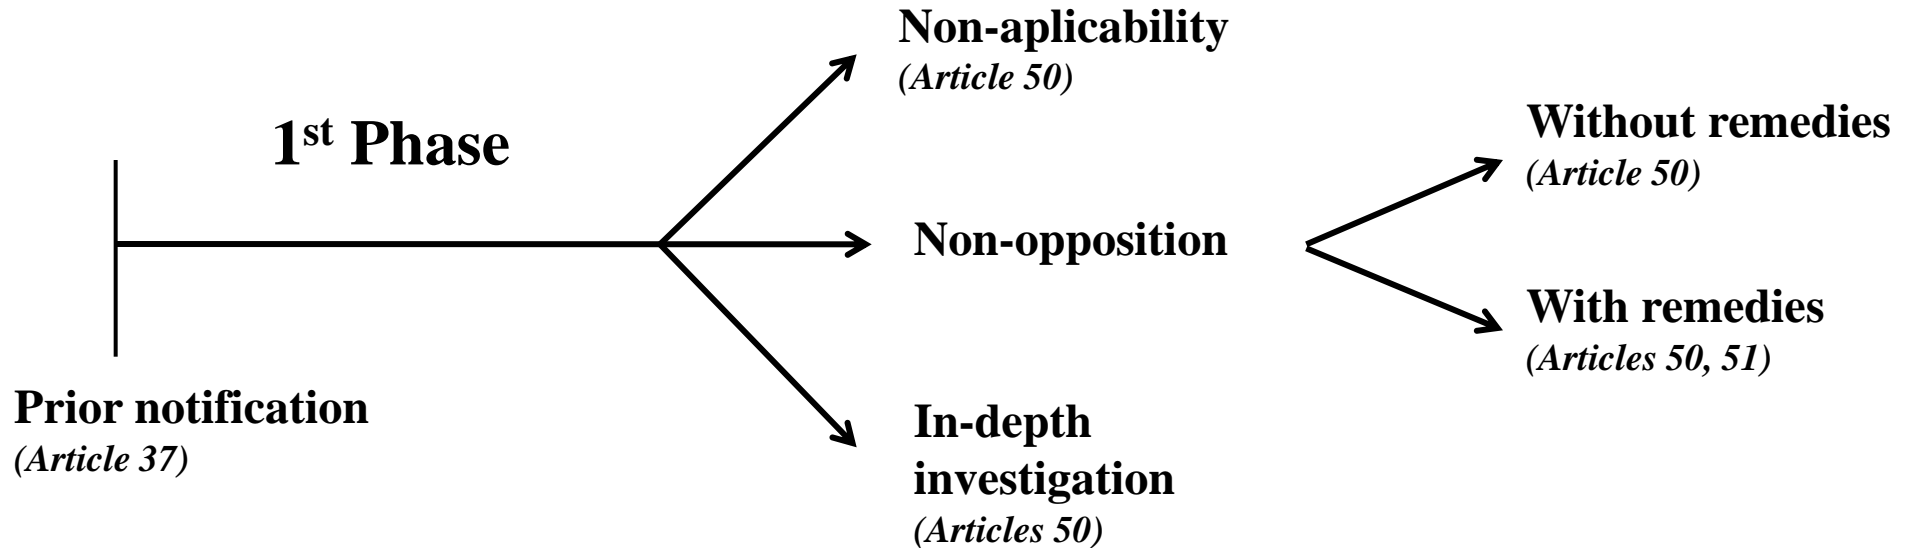 Non-aplicability
(Article 50)
1st Phase
Without remedies
(Article 50)
Non-opposition
With remedies
(Articles 50, 51)
Prior notification
(Article 37)
In-depth
investigation
(Articles 50)